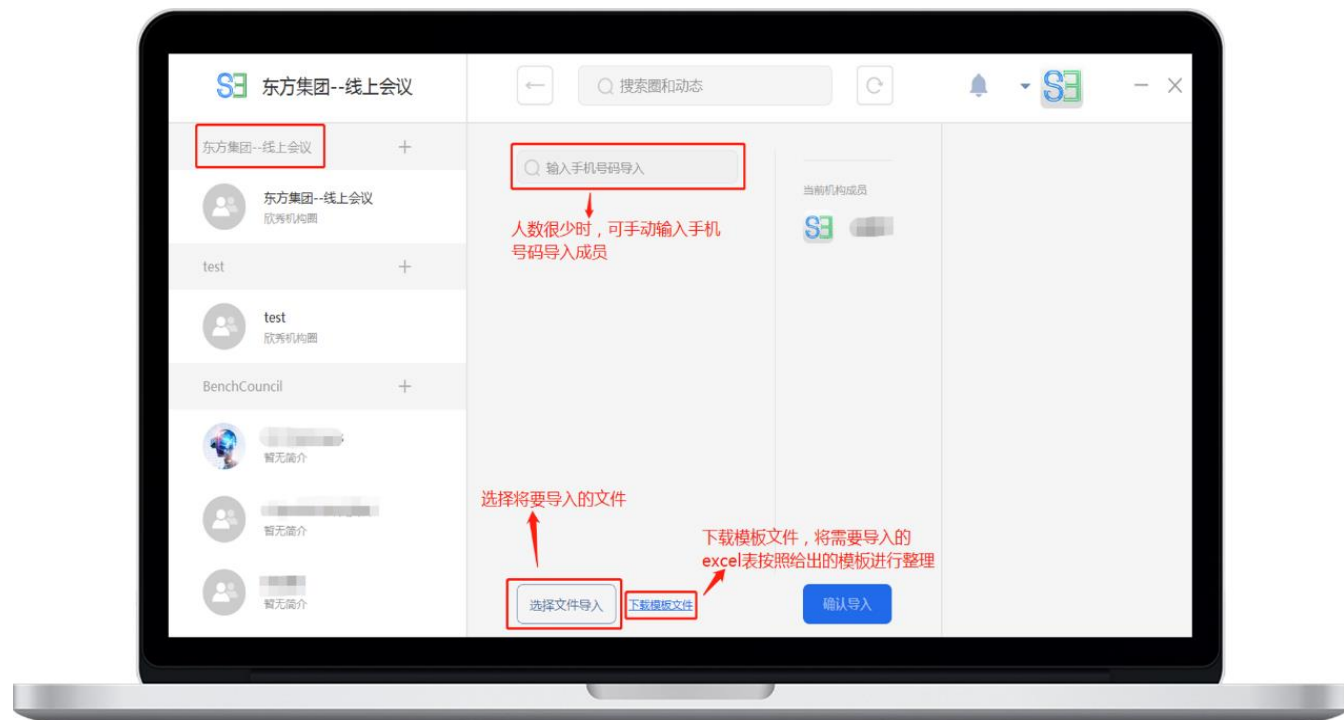 SE 东方集团--线上会议
搜索圈和动态
SE
东方集团--线上会议
东方集团--线上会议
欣秀机构圈
test
test
欣秀机构圈
BenchCouncil
暂无简介
暂无简介
暂无简介
输入手机号码导入
人数很少时，可手动输入手机
号码导入成员
当前机构成员
SE
选择将要导入的文件
下载模板文件，将需要导入的
excel表按照给出的模板进行整理
选择文件导入
下载模板文件
确认导入